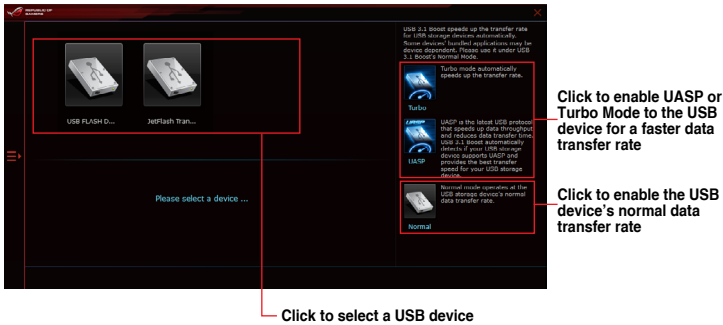 REPUBLIC OF
GAMERS
USB 3.1 Boost speeds up the transfer rate
for USB storage devices automatically.
Some devices' bundled applications may be
device dependent. Please use it under USB
3.1 Boost's Normal Mode.
Turbo mode automatically
speeds up the transfer rate.
Turbo
UASP is the latest USB protocol
that speeds up data throughput
and reduces data transfer time.
USB 3.1 Boost automatically
detects if your USB storage
device supports UASP and
provides the best transfer
speed for your USB storage
device.
UASP
Normal mode operates at the
USB storage device's normal
data transfer rate.
Normal
USB FLASH D...
JetFlash Tran...
Please select a device ...
Click to enable UASP or
Turbo Mode to the USB
device for a faster data
transfer rate
Click to enable the USB
device's normal data
transfer rate
Click to select a USB device